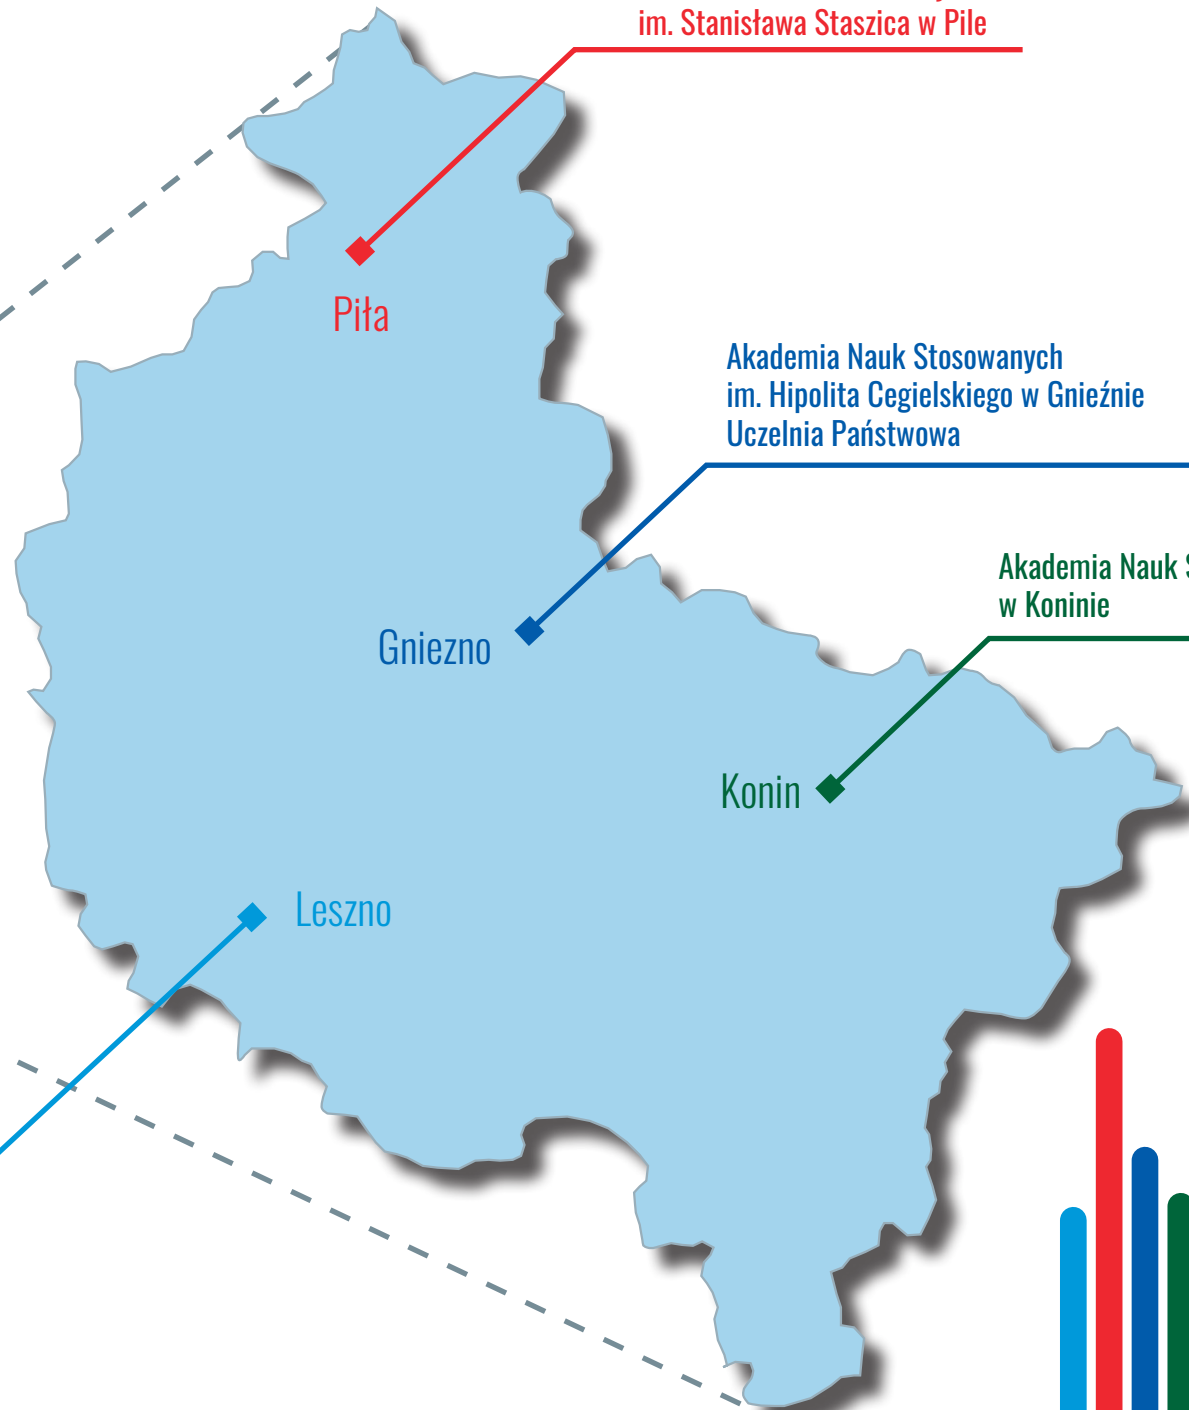 im. Stanisława Staszica w Pile
Piła
Akademia Nauk Stosowanych
im. Hipolita Cegielskiego w Gnieźnie
Uczelnia Państwowa
Akademia Nauk
w Koninie
Gniezno
Konin
Leszno